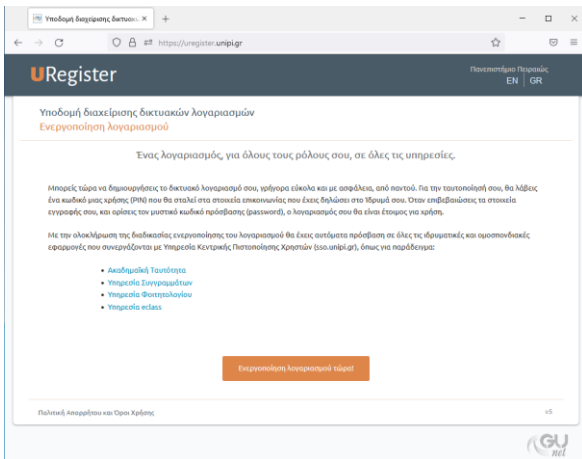 Υποδομή διαχείρισης δικτυακ
https://uregister.unipi.gr
URegister
Πανεπιστήμιο Πειραιώς
EN | GR
Υποδομή διαχείρισης δικτυακών λογαριασμών
Ενεργοποίηση λογαριασμού
Ένας λογαριασμός, για όλους τους ρόλους σου, σε όλες τις υπηρεσίες.
Μπορείς τώρα να δημιουργήσεις το δικτυακό λογαριασμό σου, γρήγορα εύκολα και με ασφάλεια, από παντού. Για την ταυτοποίησή σου, θα λάβεις
ένα κωδικό μιας χρήσης (PIN) που θα σταλεί στα στοιχεία επικοινωνίας που έχεις δηλώσει στο Ίδρυμά σου. Όταν επιβεβαιώσεις τα στοιχεία
εγγραφής σου, και ορίσεις τον μυστικό κωδικό πρόσβασης (password), ο λογαριασμός σου θα είναι έτοιμος για χρήση.
Με την ολοκλήρωση της διαδικασίας ενεργοποίησης του λογαριασμού θα έχεις αυτόματα πρόσβαση σε όλες τις ιδρυματικές και ομοσπονδιακές
εφαρμογές που συνεργάζονται με Υπηρεσία Κεντρικής Πιστοποίησης Χρηστών (sso.unipi.gr), όπως για παράδειγμα:
• Ακαδημαϊκή Ταυτότητα
• Υπηρεσία Συγγραμμάτων
• Υπηρεσία Φοιτητολογίου
• Υπηρεσία eclass
Ενεργοποίηση λογαριασμού τώρα!
Πολιτική Απορρήτου και Όροι Χρήσης
v5
GU
net